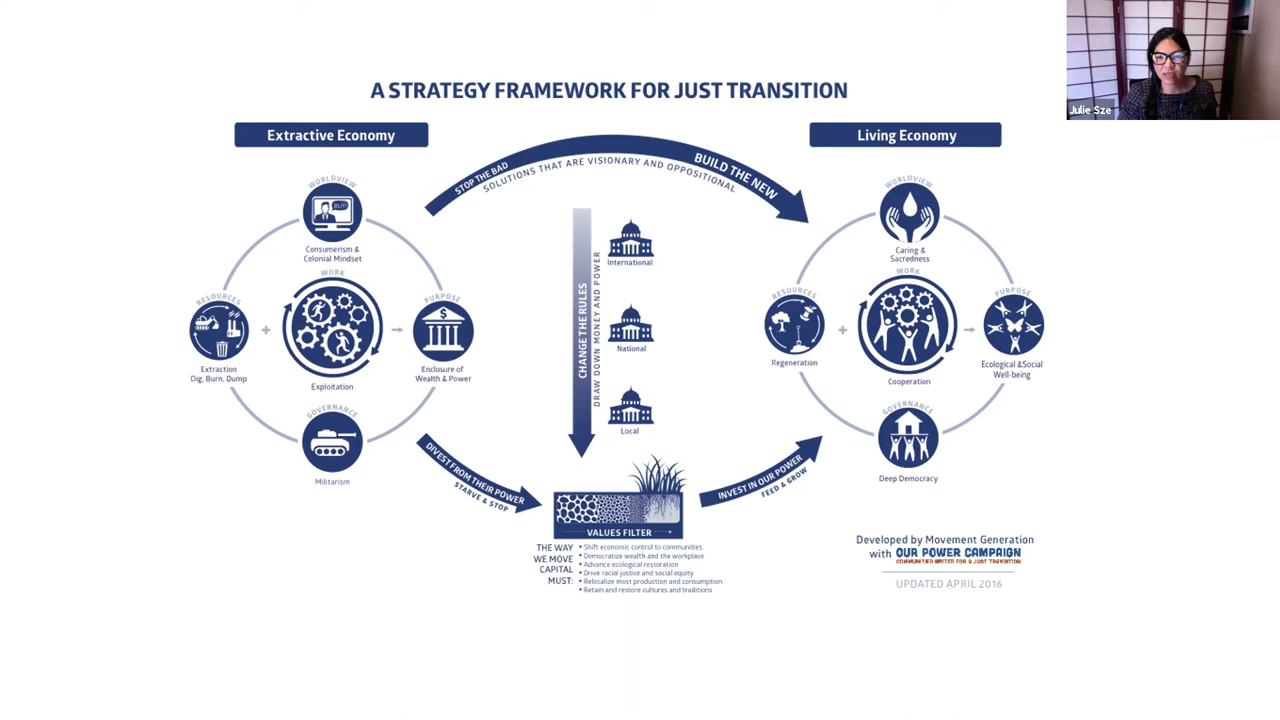 Julie Sze
A STRATEGY FRAMEWORK FOR JUST TRANSITION
Extractive Economy
WORLDVIEW
BUY!
Consumerism &
Colonial Mindset
RESOURCES
Extraction
Dig, Burn, Dump
WORK
Exploitation
PURPOSE
$
Enclosure of
Wealth & Power
GOVERNANCE
Militarism
STOP THE BAD
BUILD THE NEW
SOLUTIONS THAT ARE VISIONARY AND OPPOSITIONAL
CHANGE THE RULES
DRAW DOWN MONEY AND POWER
International
National
Local
DIVEST FROM THEIR POWER
STARVE & STOP
VALUES FILTER
INVEST IN OUR POWER
FEED & GROW
THE WAY
WE MOVE
CAPITAL
MUST:
• Shift economic control to communities
• Democratize wealth and the workplace
• Advance ecological restoration
• Drive racial justice and social equity
• Relocalize most production and consumption
• Retain and restore cultures and traditions
Living Economy
WORLDVIEW
Caring &
Sacredness
RESOURCES
Regeneration
WORK
Cooperation
PURPOSE
Ecological & Social
Well-being
GOVERNANCE
Deep Democracy
Developed by Movement Generation
with OUR POWER CAMPAIGN
COMMUNITIES UNITED FOR A JUST TRANSITION
UPDATED APRIL 2016